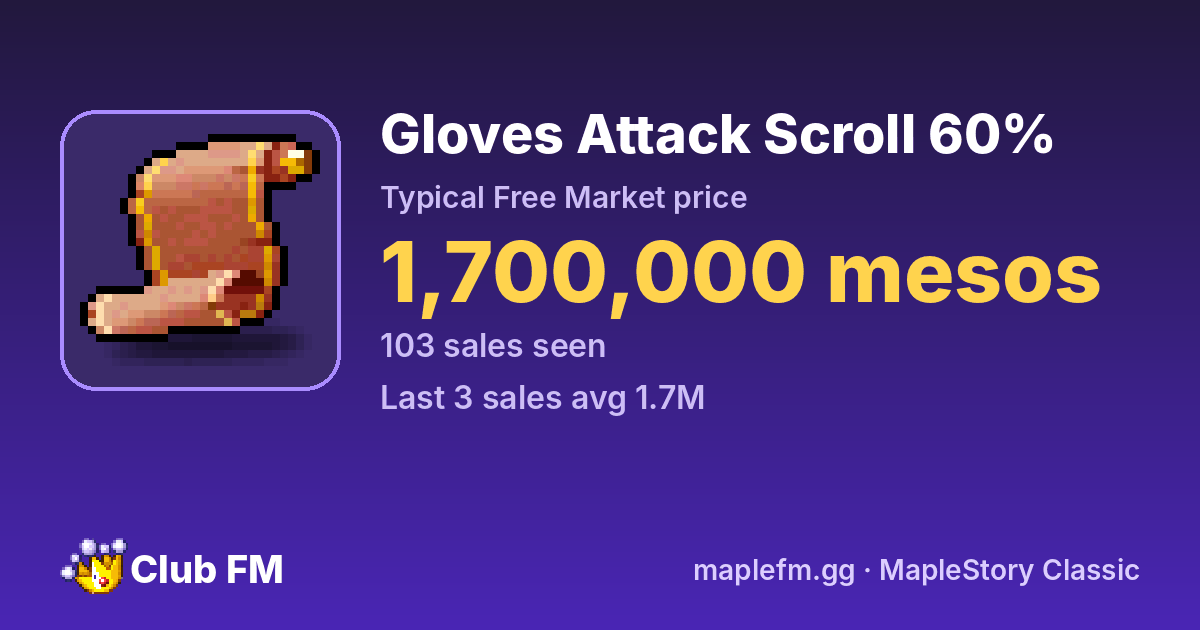 Gloves Attack Scroll 60%
Typical Free Market price
1,700,000 mesos
103 sales seen
Last 3 sales avg 1.7M
Club FM
maplefm.gg · MapleStory Classic